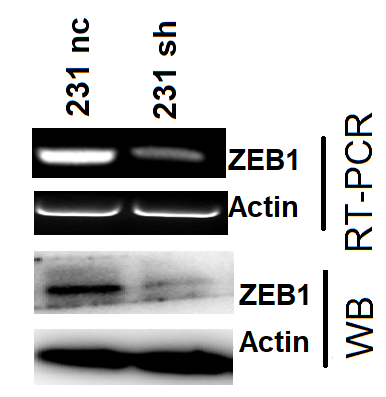 231 nc
231 sh
ZEB1
Actin
RT-PCR
ZEB1
Actin
WB